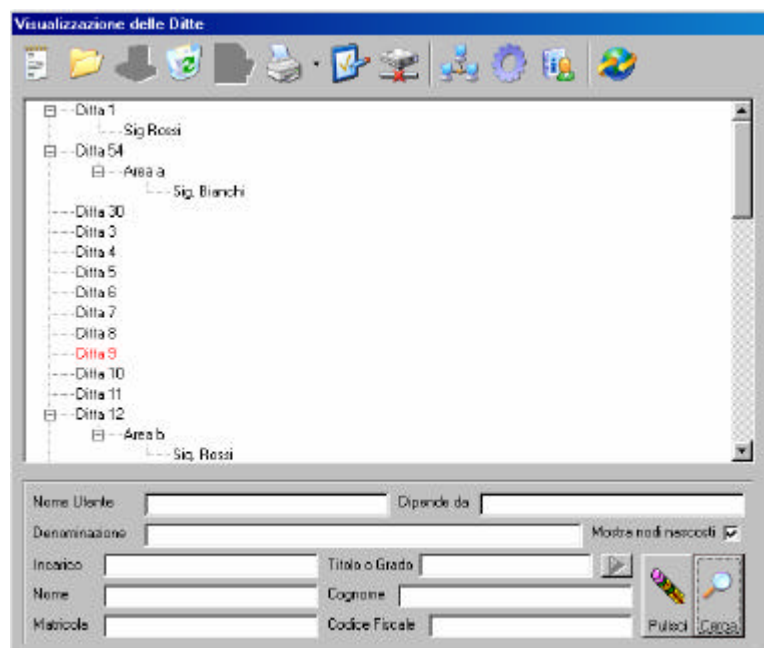 Visualizzazione delle Ditte
Ditta 1
Sig Rossi
Ditta 54
Area a
Sig. Bianchi
Ditta 30
Ditta 3
Ditta 4
Ditta 5
Ditta 6
Ditta 7
Ditta 8
Ditta 9
Ditta 10
Ditta 11
Ditta 12
Area b
Sig. Rossi
Nome Utente Dipende da
Denominazione Mostra nodi nascosti
Incarico Titolo o Grado
Nome Cognome
Matricola Codice Fiscale Pulisci Cerca